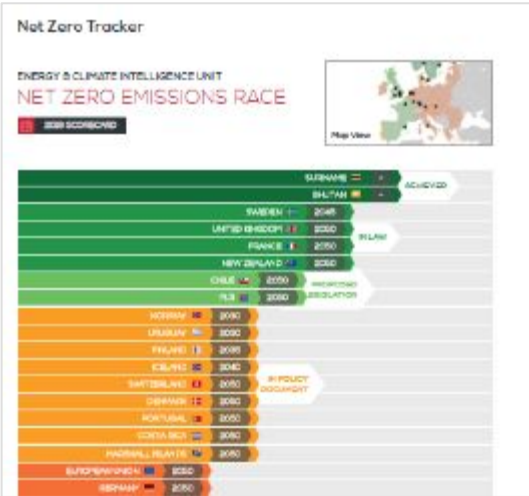 Net Zero Tracker
ENERGY & CLIMATE INTELLIGENCE UNIT
NET ZERO EMISSIONS RACE
SCORECARD
Map View
SURINAME -
BHUTAN -
ACHIEVED
SWEDEN 2045
UNITED KINGDOM 2050
IN LAW
FRANCE 2050
NEW ZEALAND 2050
CHILE 2050
PROPOSED
FIJI 2050
LEGISLATION
NORWAY
URUGUAY
FINLAND 2035
ICELAND 2040
SWITZERLAND 2050
IN POLICY
DOCUMENT
DENMARK 2050
PORTUGAL 2050
COSTA RICA 2050
MARSHALL ISLANDS 2050
EUROPEAN UNION 2050
GERMANY 2050